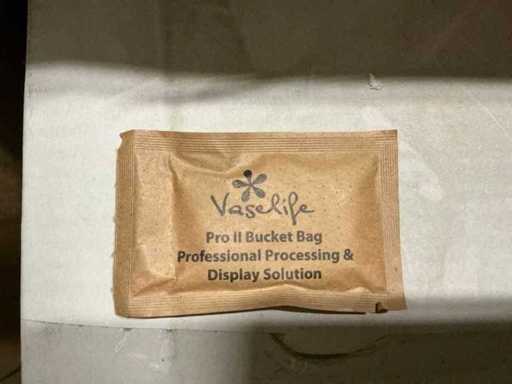 Vaselife
Pro II Bucket Bag
Professional Processing &
Display Solution